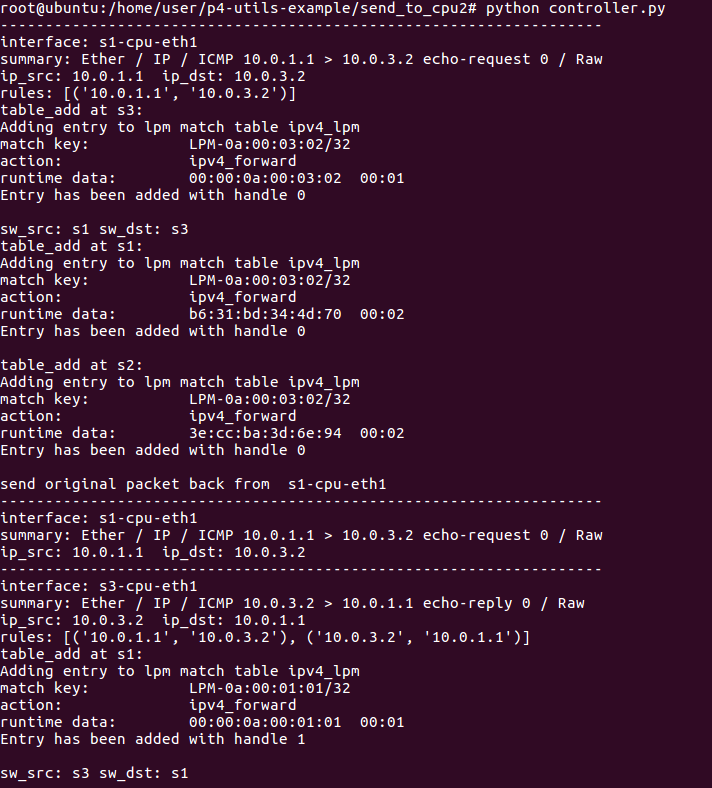 root@ubuntu:/home/user/p4-utils-example/send_to_cpu2# python controller.py
-------------------------------------------------------------------
interface: s1-cpu-eth1
summary: Ether / IP / ICMP 10.0.1.1 > 10.0.3.2 echo-request 0 / Raw
ip_src: 10.0.1.1  ip_dst: 10.0.3.2
rules: [('10.0.1.1', '10.0.3.2')]
table_add at s3:
Adding entry to lpm match table ipv4_lpm
match key:           LPM-0a:00:03:02/32
action:              ipv4_forward
runtime data:        00:00:0a:00:03:02  00:01
Entry has been added with handle 0

sw_src: s1 sw_dst: s3
table_add at s1:
Adding entry to lpm match table ipv4_lpm
match key:           LPM-0a:00:03:02/32
action:              ipv4_forward
runtime data:        b6:31:bd:34:4d:70  00:02
Entry has been added with handle 0

table_add at s2:
Adding entry to lpm match table ipv4_lpm
match key:           LPM-0a:00:03:02/32
action:              ipv4_forward
runtime data:        3e:cc:ba:3d:6e:94  00:02
Entry has been added with handle 0

send original packet back from  s1-cpu-eth1
-------------------------------------------------------------------
interface: s1-cpu-eth1
summary: Ether / IP / ICMP 10.0.1.1 > 10.0.3.2 echo-request 0 / Raw
ip_src: 10.0.1.1  ip_dst: 10.0.3.2
-------------------------------------------------------------------
interface: s3-cpu-eth1
summary: Ether / IP / ICMP 10.0.3.2 > 10.0.1.1 echo-reply 0 / Raw
ip_src: 10.0.3.2  ip_dst: 10.0.1.1
rules: [('10.0.1.1', '10.0.3.2'), ('10.0.3.2', '10.0.1.1')]
table_add at s1:
Adding entry to lpm match table ipv4_lpm
match key:           LPM-0a:00:01:01/32
action:              ipv4_forward
runtime data:        00:00:0a:00:01:01  00:01
Entry has been added with handle 1

sw_src: s3 sw_dst: s1